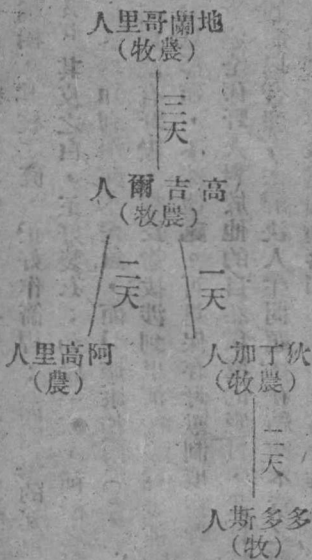 地蘭哥里人
(農牧)
三天
高吉爾人
(農牧)
一天
二天
狄丁加人
(農牧)
阿高里人
(農)
二天
多多斯人
(牧)